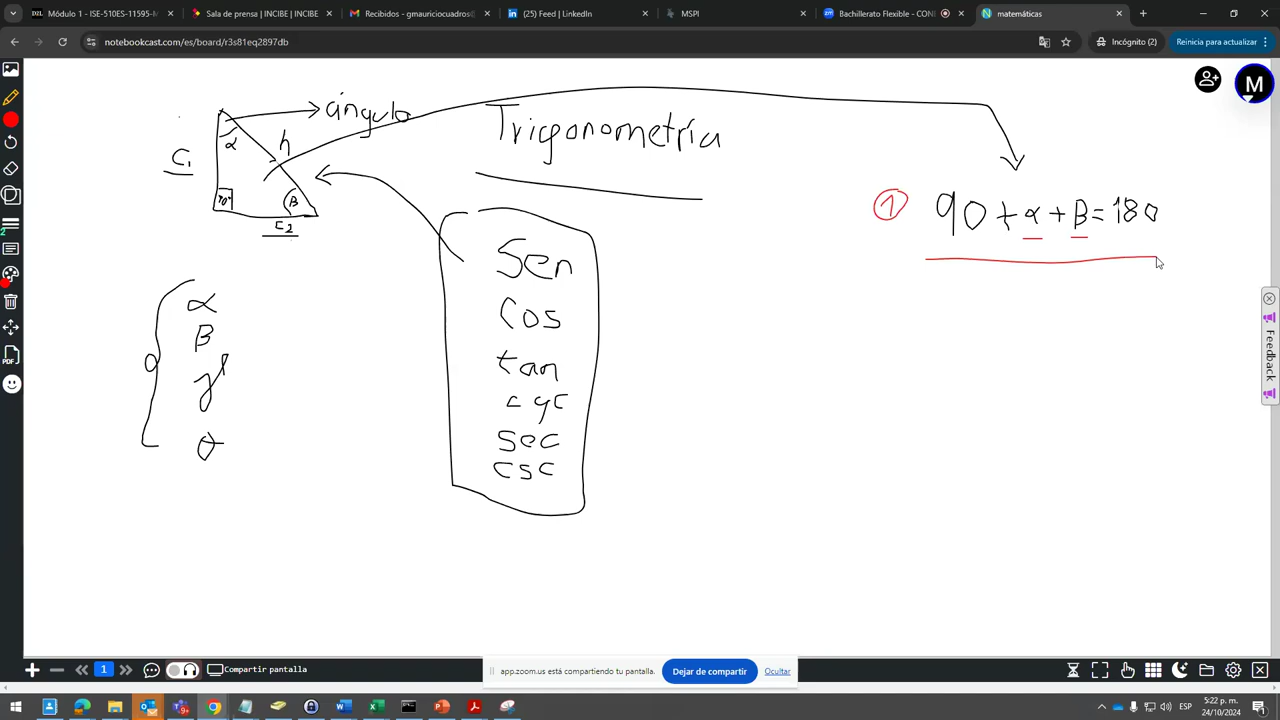 Módulo 1 - ISE-510ES-11595-M
Sala de prensa | INCIBE | INCIBE
Recibidos - gmauriciocuadros@
(25) Feed | LinkedIn
MSPI
Bachillerato Flexible - CON
matemáticas
notebookcast.com/es/board/r3s81eq2897db
Incógnito (2)
Reinicia para actualizar
M
ángulo
Trigonometría
α
h
C1
90°
β
C2
1 90 + α + β = 180
Sen
Cos
tan
sec
csc
α
β
γ
θ
Feedback
2
PDF
1
Compartir pantalla
app.zoom.us está compartiendo tu pantalla.
Dejar de compartir
Ocultar
ESP
5:22 p. m.
24/10/2024